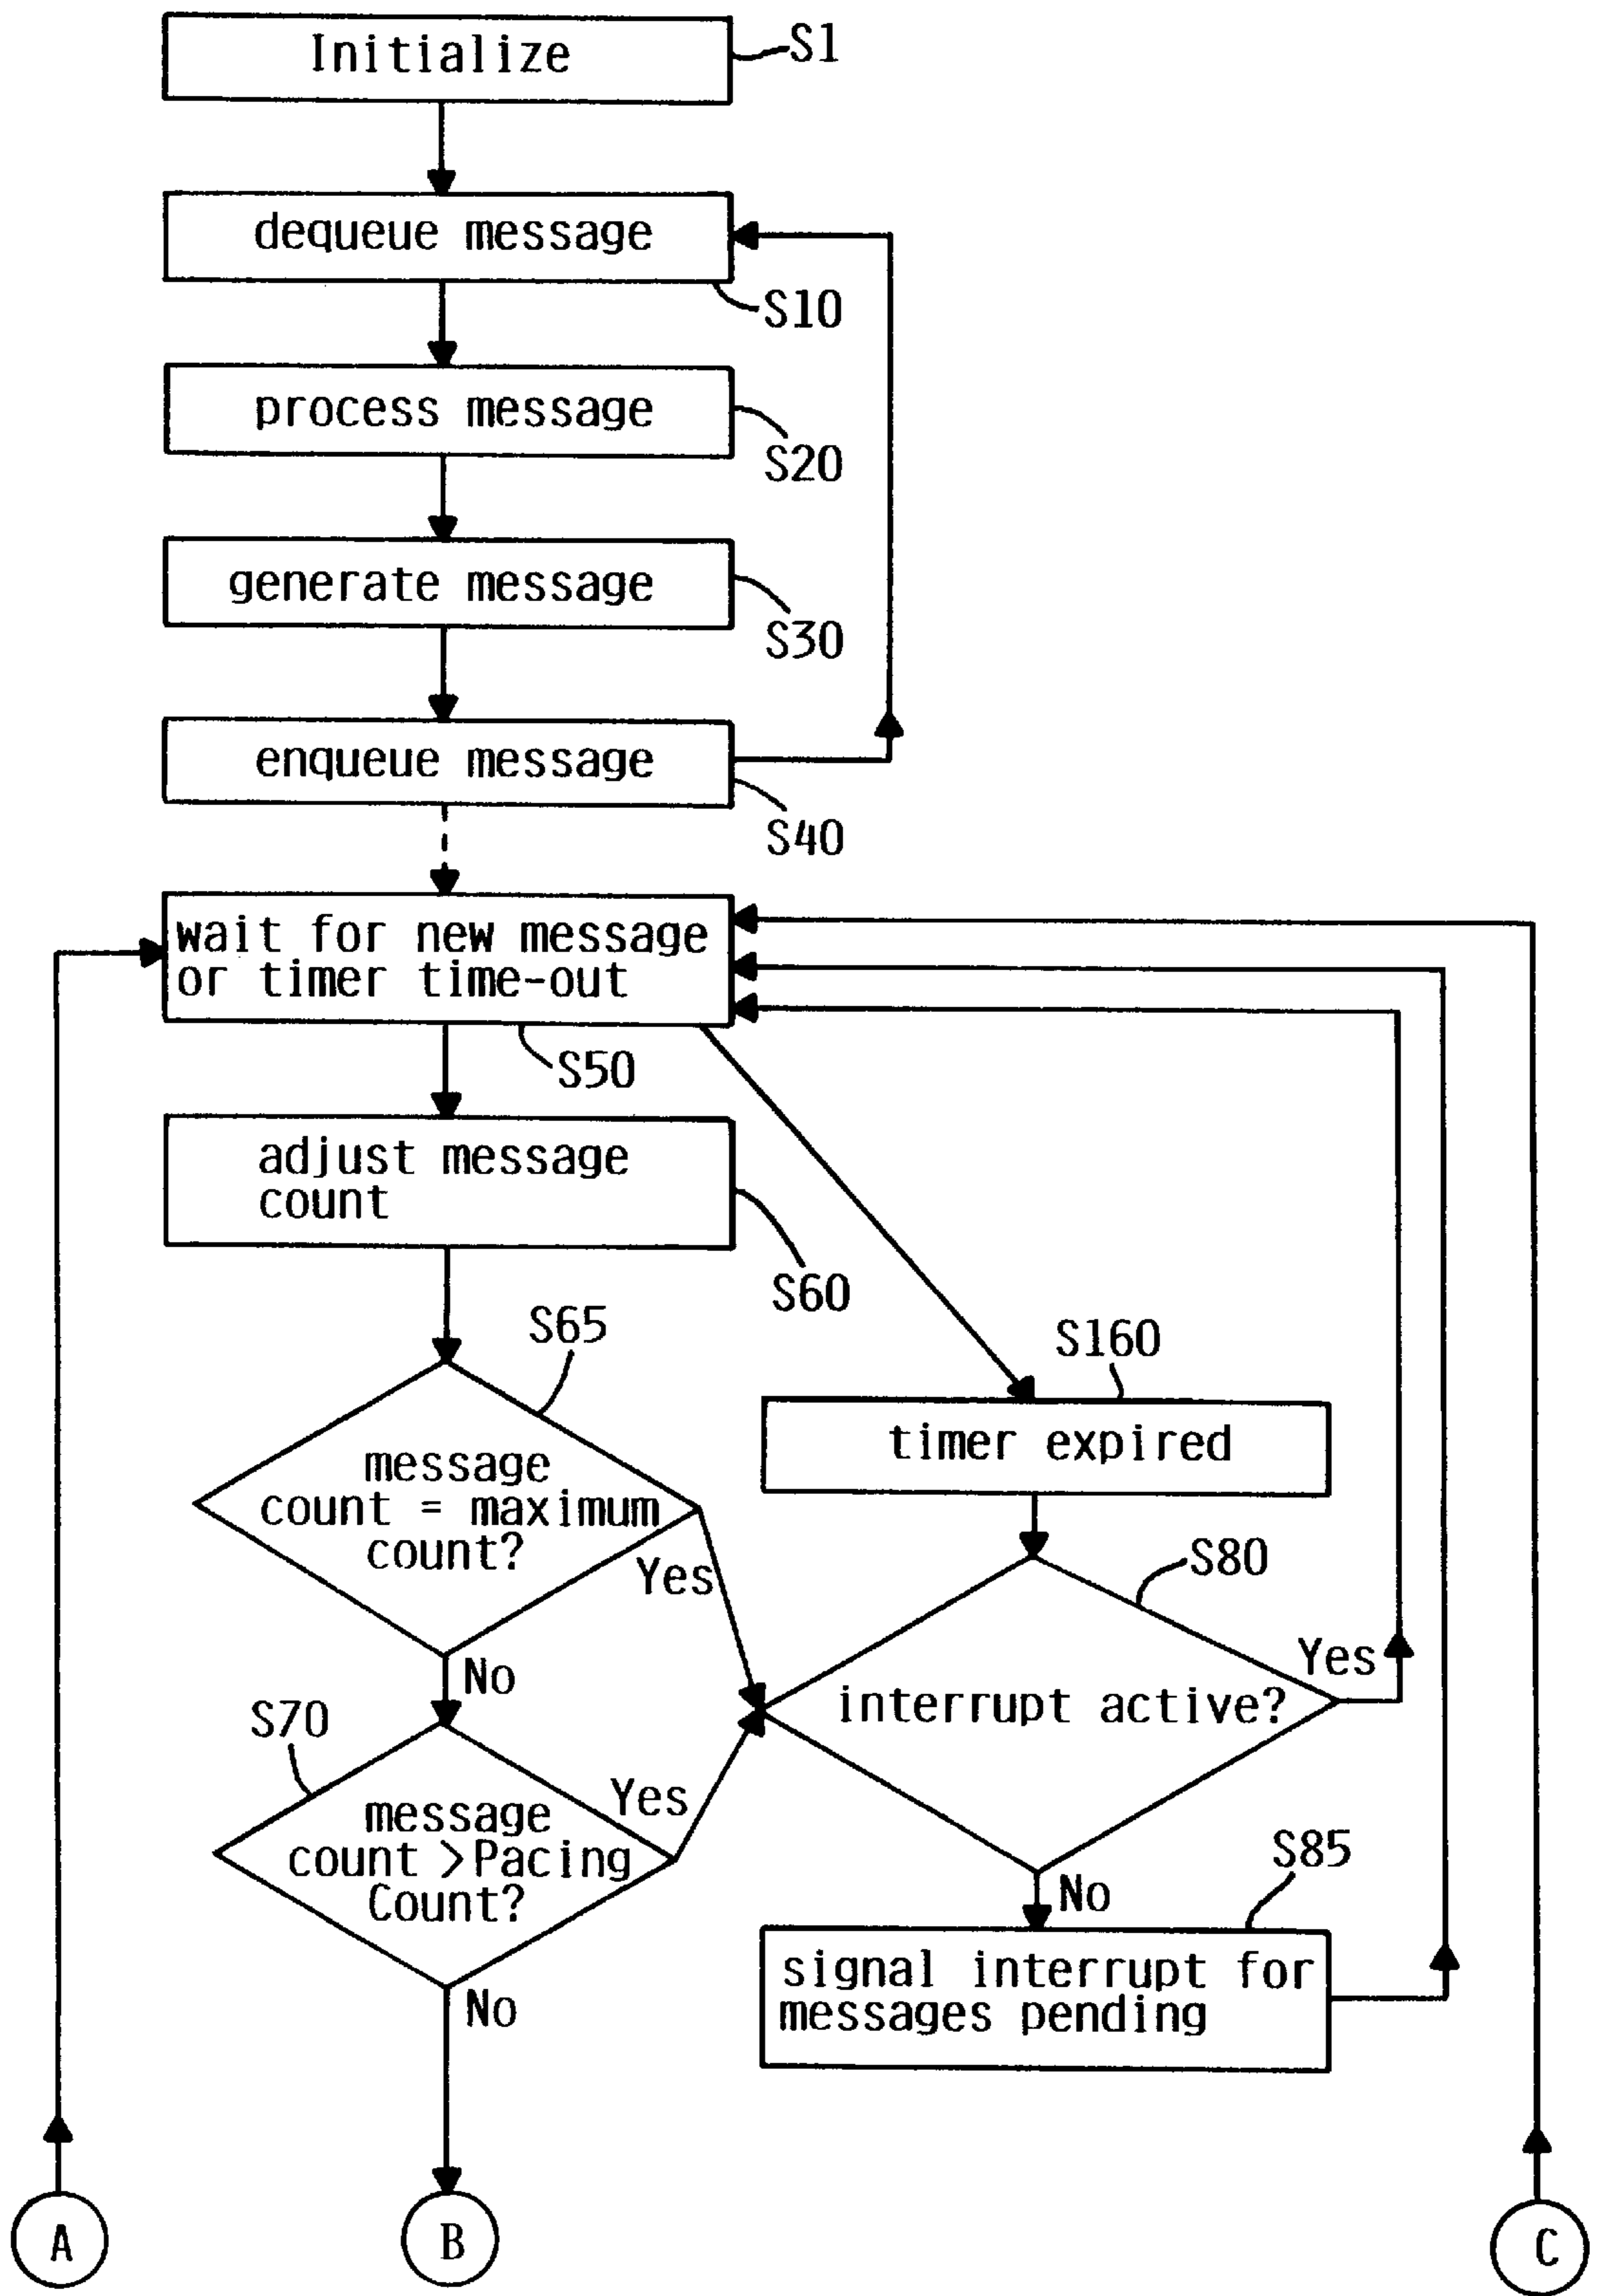 Initialize
S1
dequeue message
S10
process message
S20
generate message
S30
enqueue message
S40
wait for new message
or timer time-out
S50
adjust message
count
S60
S65
message
count = maximum
count?
Yes
No
S160
timer expired
S80
interrupt active?
Yes
No
S70
message
count >Pacing
Count?
Yes
No
S85
signal interrupt for
messages pending
A
B
C